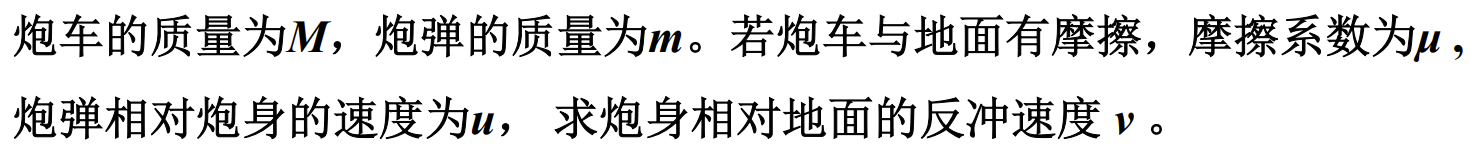 炮车的质量为M，炮弹的质量为m。若炮车与地面有摩擦，摩擦系数为μ，
炮弹相对炮身的速度为u， 求炮身相对地面的反冲速度 v 。